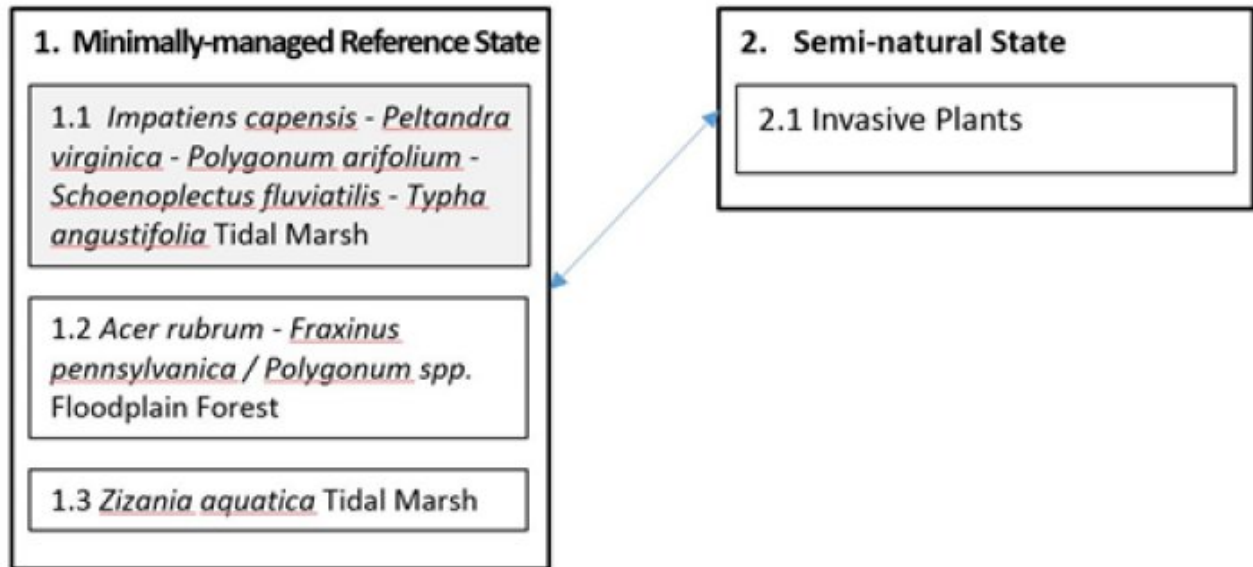 1. Minimally-managed Reference State
1.1 Impatiens capensis - Peltandra
virginica - Polygonum arifolium -
Schoenoplectus fluviatilis - Typha
angustifolia Tidal Marsh
1.2 Acer rubrum - Fraxinus
pennsylvanica / Polygonum spp.
Floodplain Forest
1.3 Zizania aquatica Tidal Marsh
2. Semi-natural State
2.1 Invasive Plants